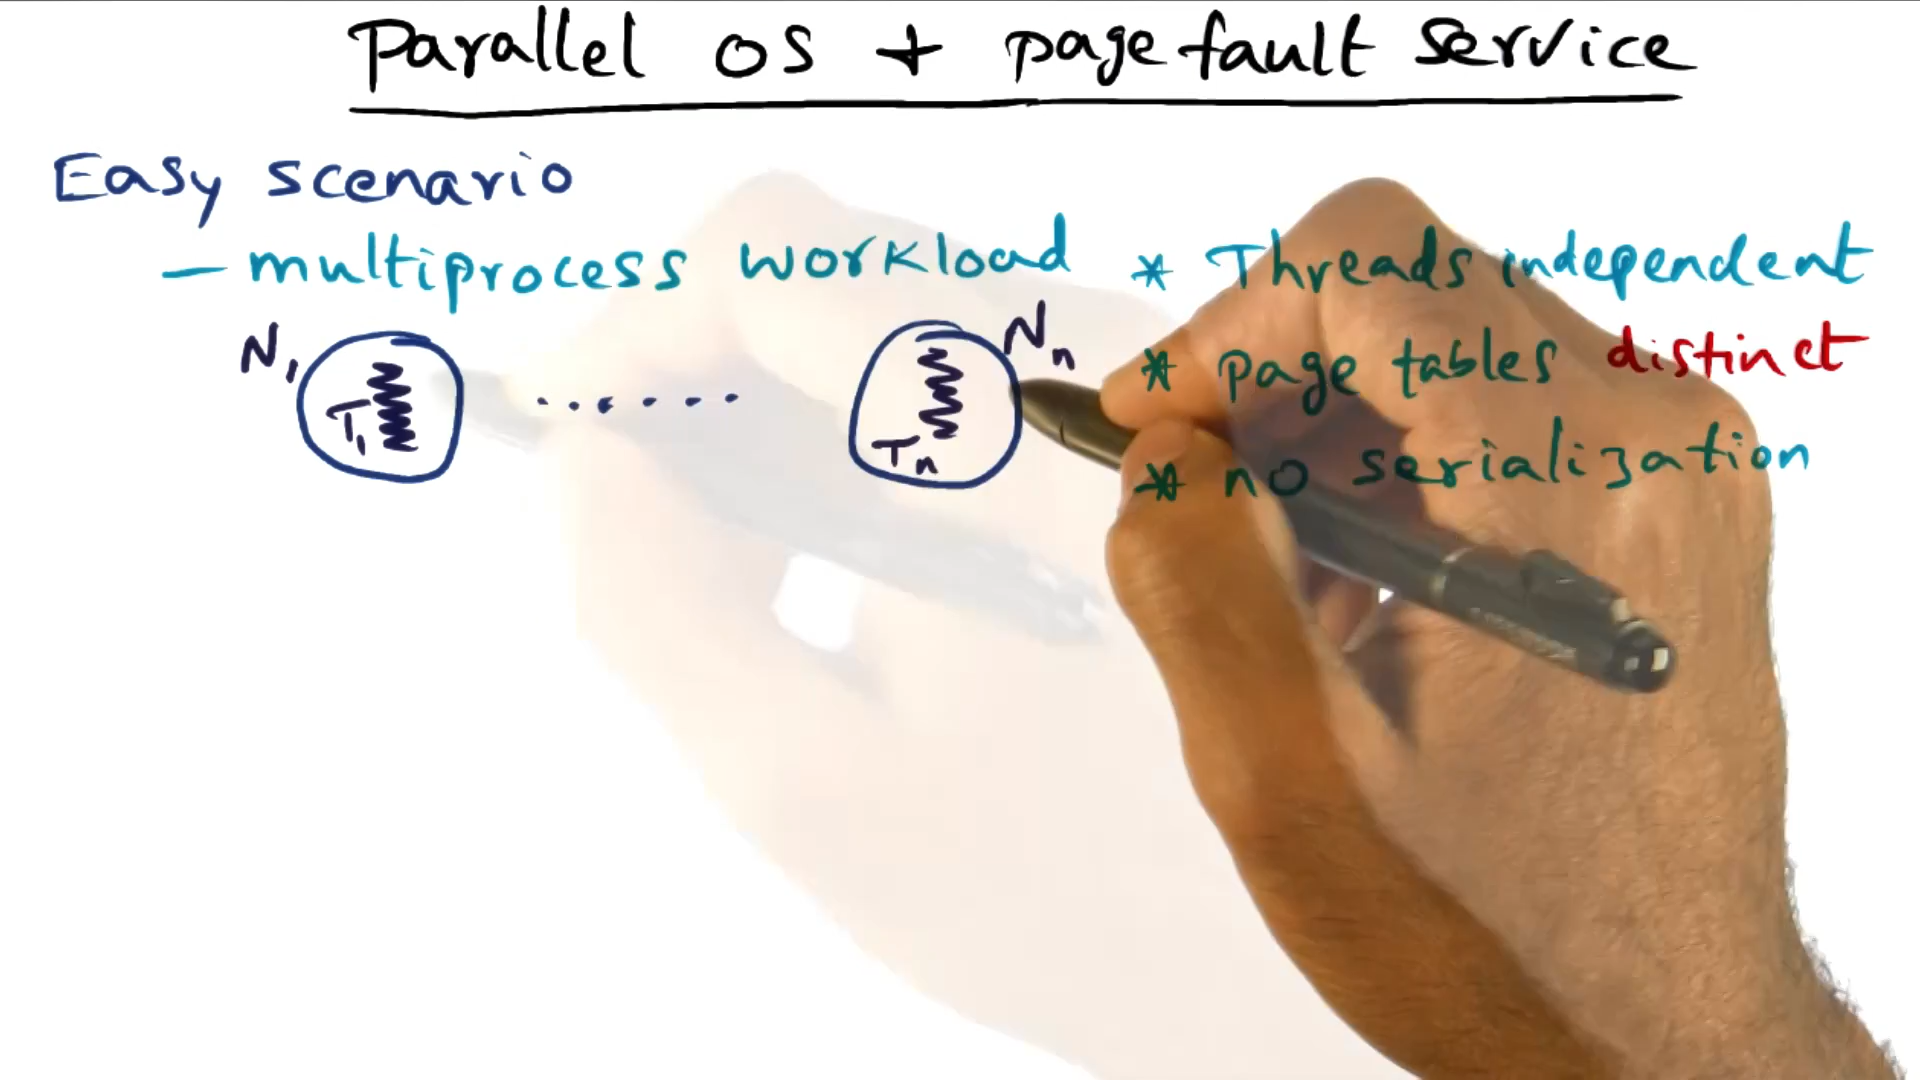 Parallel OS + page fault service
Easy scenario
- multiprocess workload
* Threads independent
* page tables distinct
* no serialization
N1
T1
......
Nn
Tn